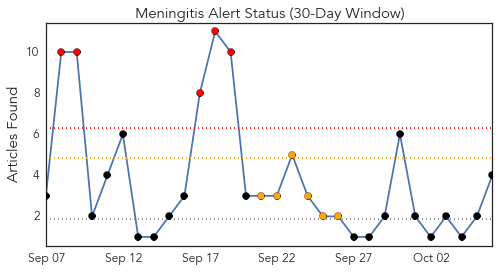 Meningitis Alert Status (30-Day Window)
Articles Found
10
8
6
4
2
Sep 07
Sep 12
Sep 17
Sep 22
Sep 27
Oct 02